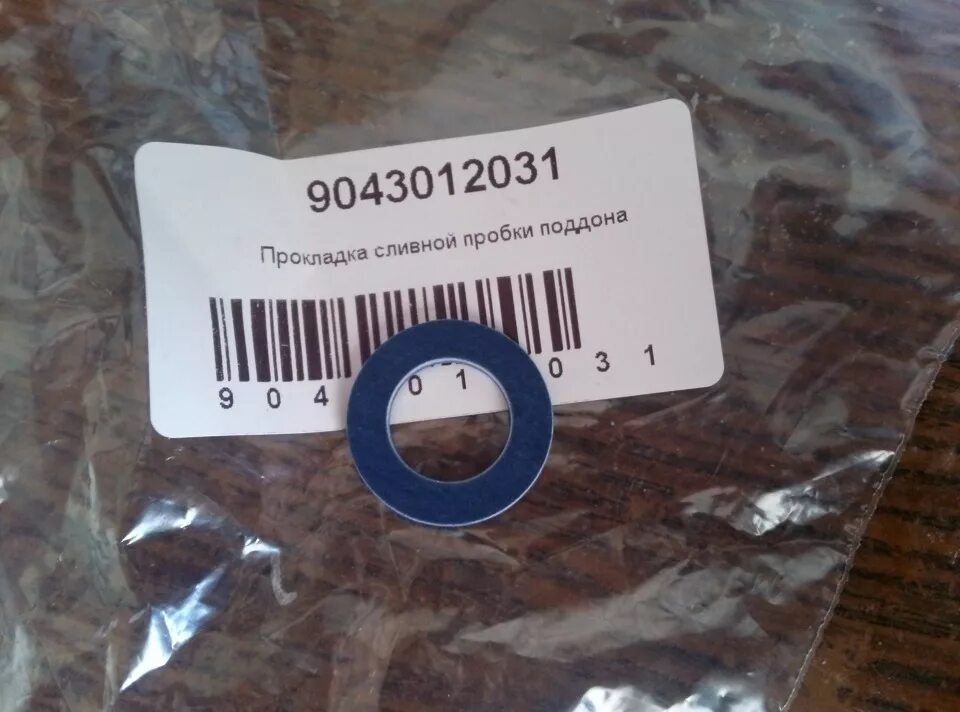 9043012031
Прокладка сливной пробки поддона
904 01 031